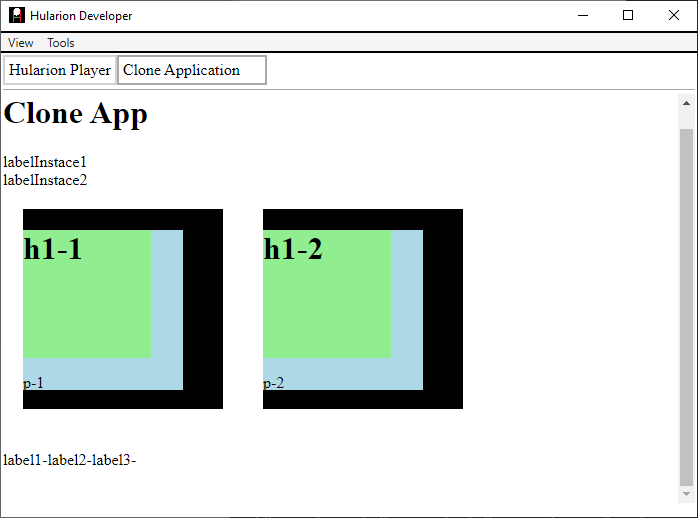 Hularion Developer
View Tools
Hularion Player Clone Application
Clone App
labelInstace1
labelInstace2
h1-1 h1-2
p-1 p-2
label1-label2-label3-